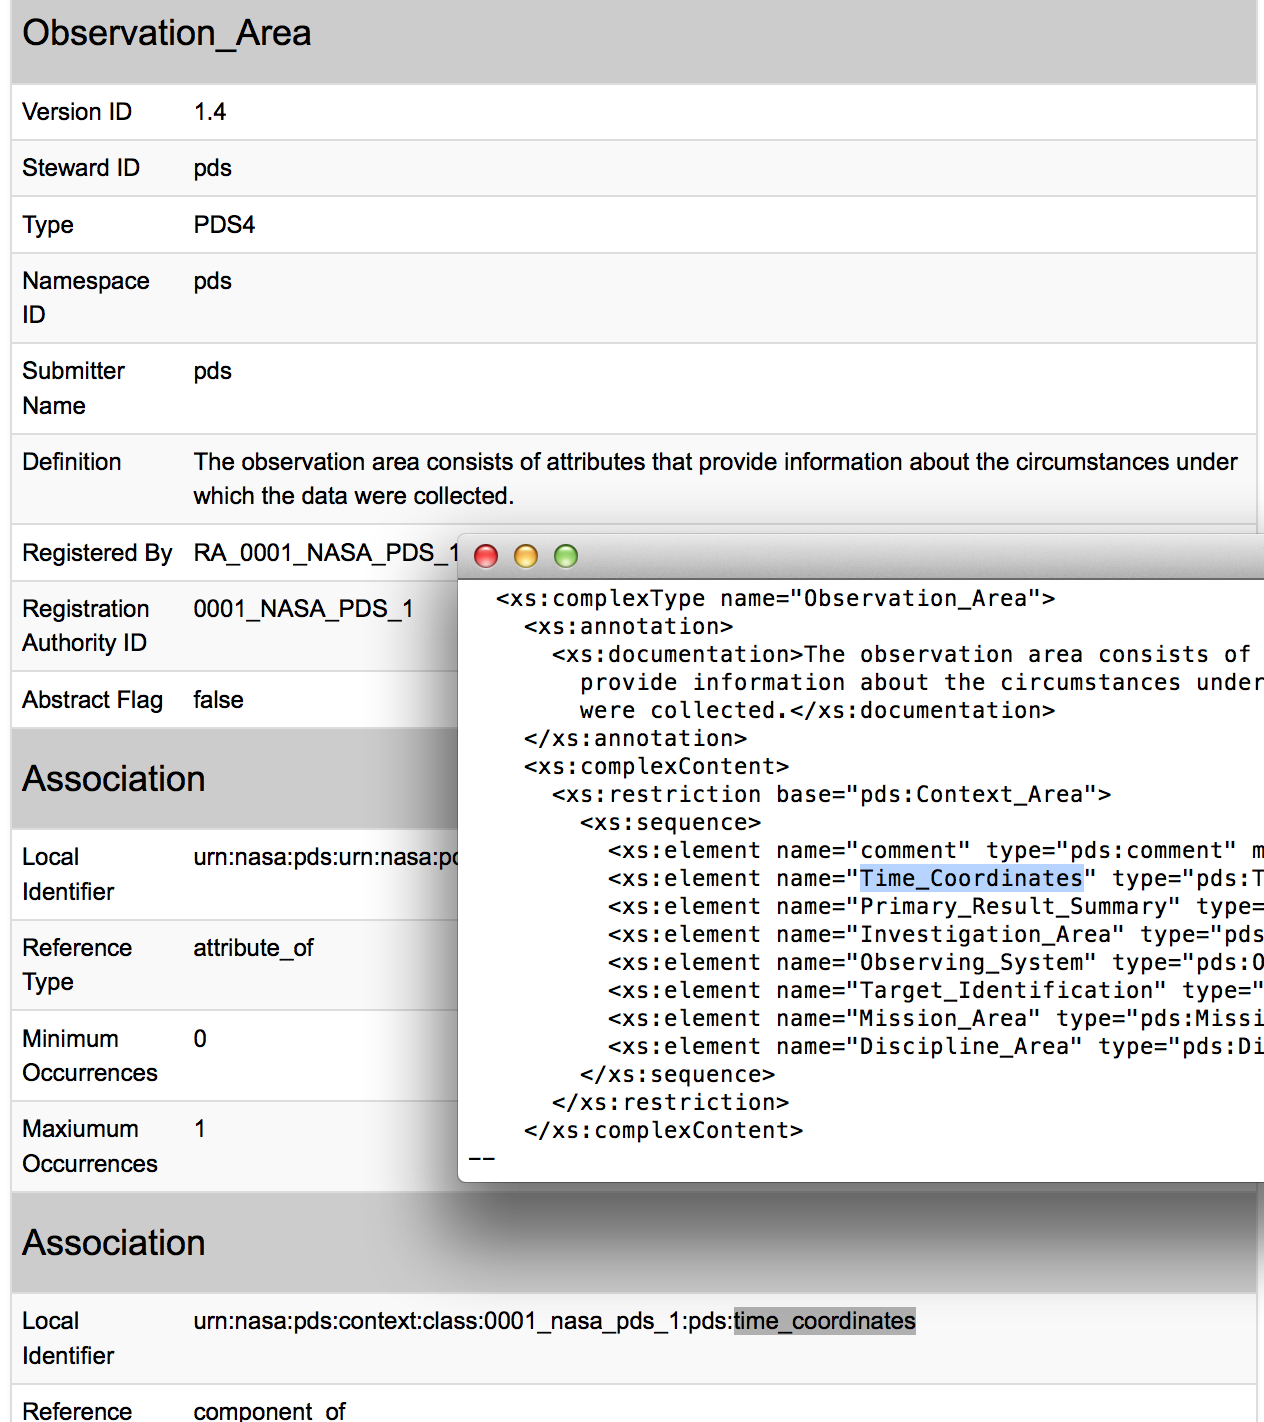 Observation_Area
Version ID 1.4
Steward ID pds
Type PDS4
Namespace ID pds
Submitter Name pds
Definition The observation area consists of attributes that provide information about the circumstances under
which the data were collected.
Registered By RA_0001_NASA_PDS_1
Registration Authority ID 0001_NASA_PDS_1
Abstract Flag false
Association
Local Identifier urn:nasa:pds:urn:nasa:
Reference Type attribute_of
Minimum Occurrences 0
Maxiumum Occurrences 1
Association
Local Identifier urn:nasa:pds:context:class:0001_nasa_pds_1:pds:time_coordinates
Reference component_of
<xs:complexType name="Observation_Area">
<xs:annotation>
<xs:documentation>The observation area consists of
provide information about the circumstances under
were collected.</xs:documentation>
</xs:annotation>
<xs:complexContent>
<xs:restriction base="pds:Context_Area">
<xs:sequence>
<xs:element name="comment" type="pds:comment" m
<xs:element name="Time_Coordinates" type="pds:T
<xs:element name="Primary_Result_Summary" type=
<xs:element name="Investigation_Area" type="pds
<xs:element name="Observing_System" type="pds:O
<xs:element name="Target_Identification" type="
<xs:element name="Mission_Area" type="pds:Missi
<xs:element name="Discipline_Area" type="pds:Di
</xs:sequence>
</xs:restriction>
</xs:complexContent>
--